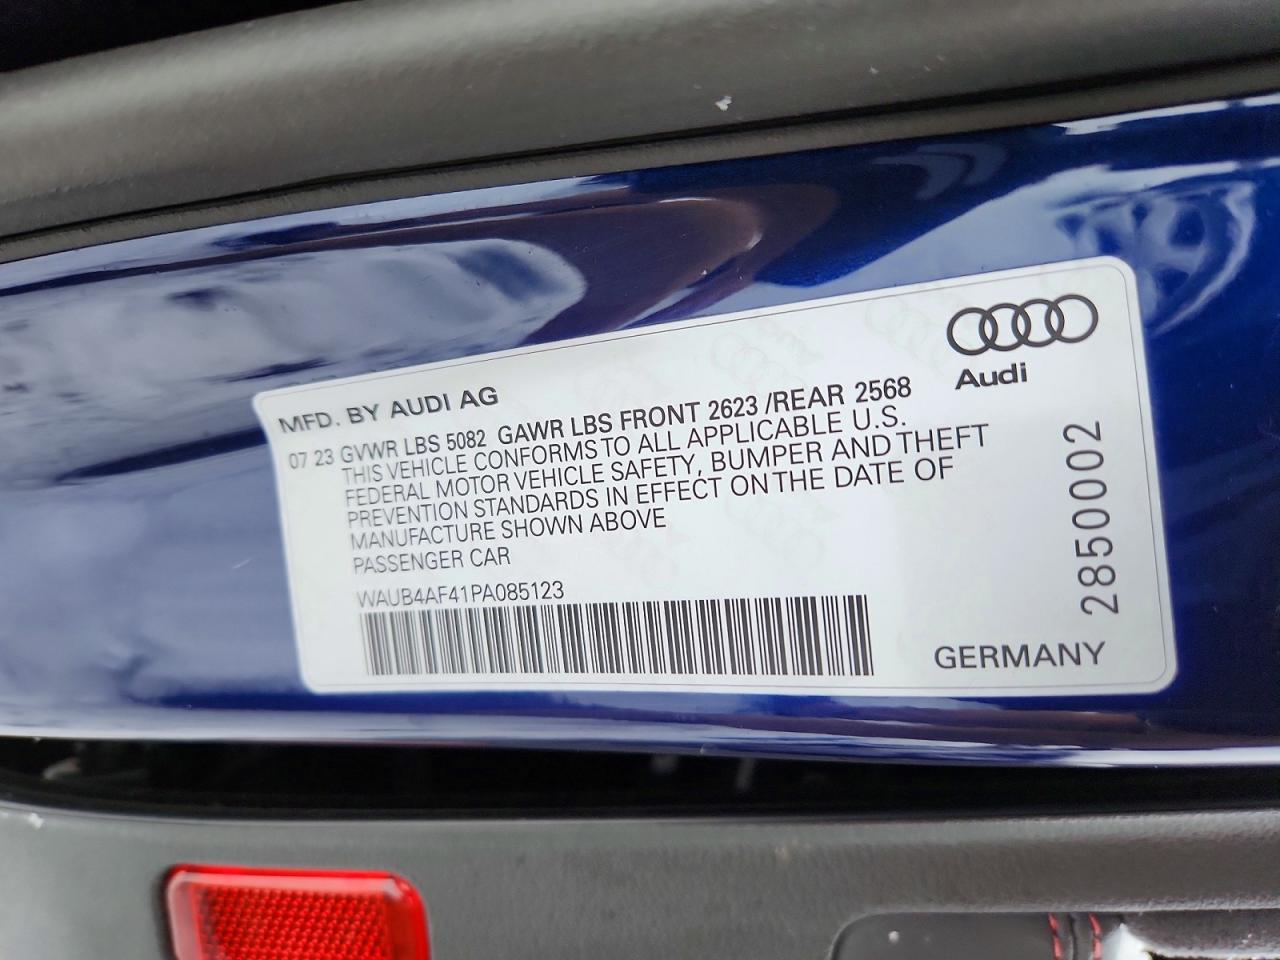 Audi
MFD. BY AUDI AG
07 23 GVWR LBS 5082 GAWR LBS FRONT 2623 /REAR 2568
THIS VEHICLE CONFORMS TO ALL APPLICABLE U.S.
FEDERAL MOTOR VEHICLE SAFETY, BUMPER AND THEFT
PREVENTION STANDARDS IN EFFECT ON THE DATE OF
MANUFACTURE SHOWN ABOVE
PASSENGER CAR
WAUB4AF41PA085123
GERMANY
2850002